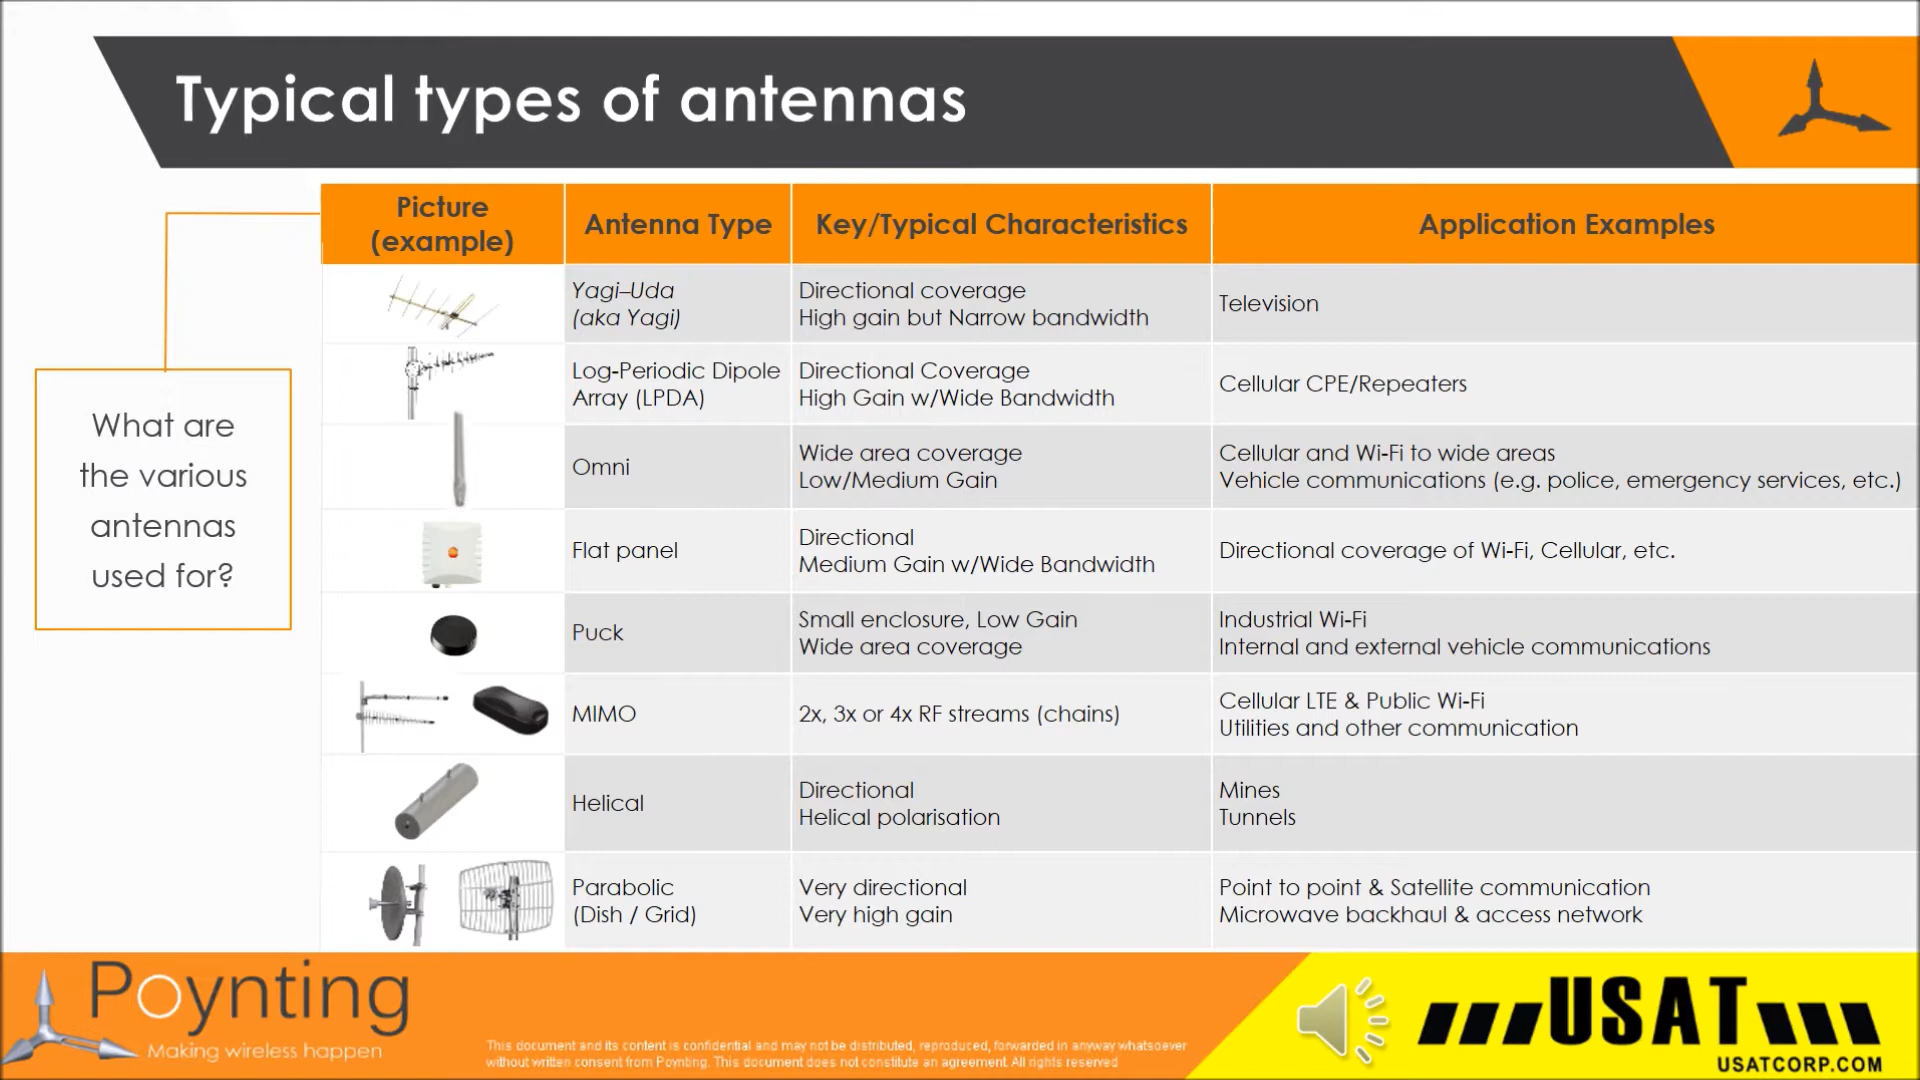 Typical types of antennas
What are
the various
antennas
used for?
Picture
(example)
Antenna Type
Key/Typical Characteristics
Application Examples
Yagi–Uda
(aka Yagi)
Directional coverage
High gain but Narrow bandwidth
Television
Log-Periodic Dipole
Array (LPDA)
Directional Coverage
High Gain w/Wide Bandwidth
Cellular CPE/Repeaters
Omni
Wide area coverage
Low/Medium Gain
Cellular and Wi-Fi to wide areas
Vehicle communications (e.g. police, emergency services, etc.)
Flat panel
Directional
Medium Gain w/Wide Bandwidth
Directional coverage of Wi-Fi, Cellular, etc.
Puck
Small enclosure, Low Gain
Wide area coverage
Industrial Wi-Fi
Internal and external vehicle communications
MIMO
2x, 3x or 4x RF streams (chains)
Cellular LTE & Public Wi-Fi
Utilities and other communication
Helical
Directional
Helical polarisation
Mines
Tunnels
Parabolic
(Dish / Grid)
Very directional
Very high gain
Point to point & Satellite communication
Microwave backhaul & access network
Poynting
Making wireless happen
This document and its content is confidential and may not be distributed, reproduced, forwarded in anyway whatsoever
without written consent from Poynting. This document does not constitute an agreement. All rights reserved
USAT
USATCORP.COM